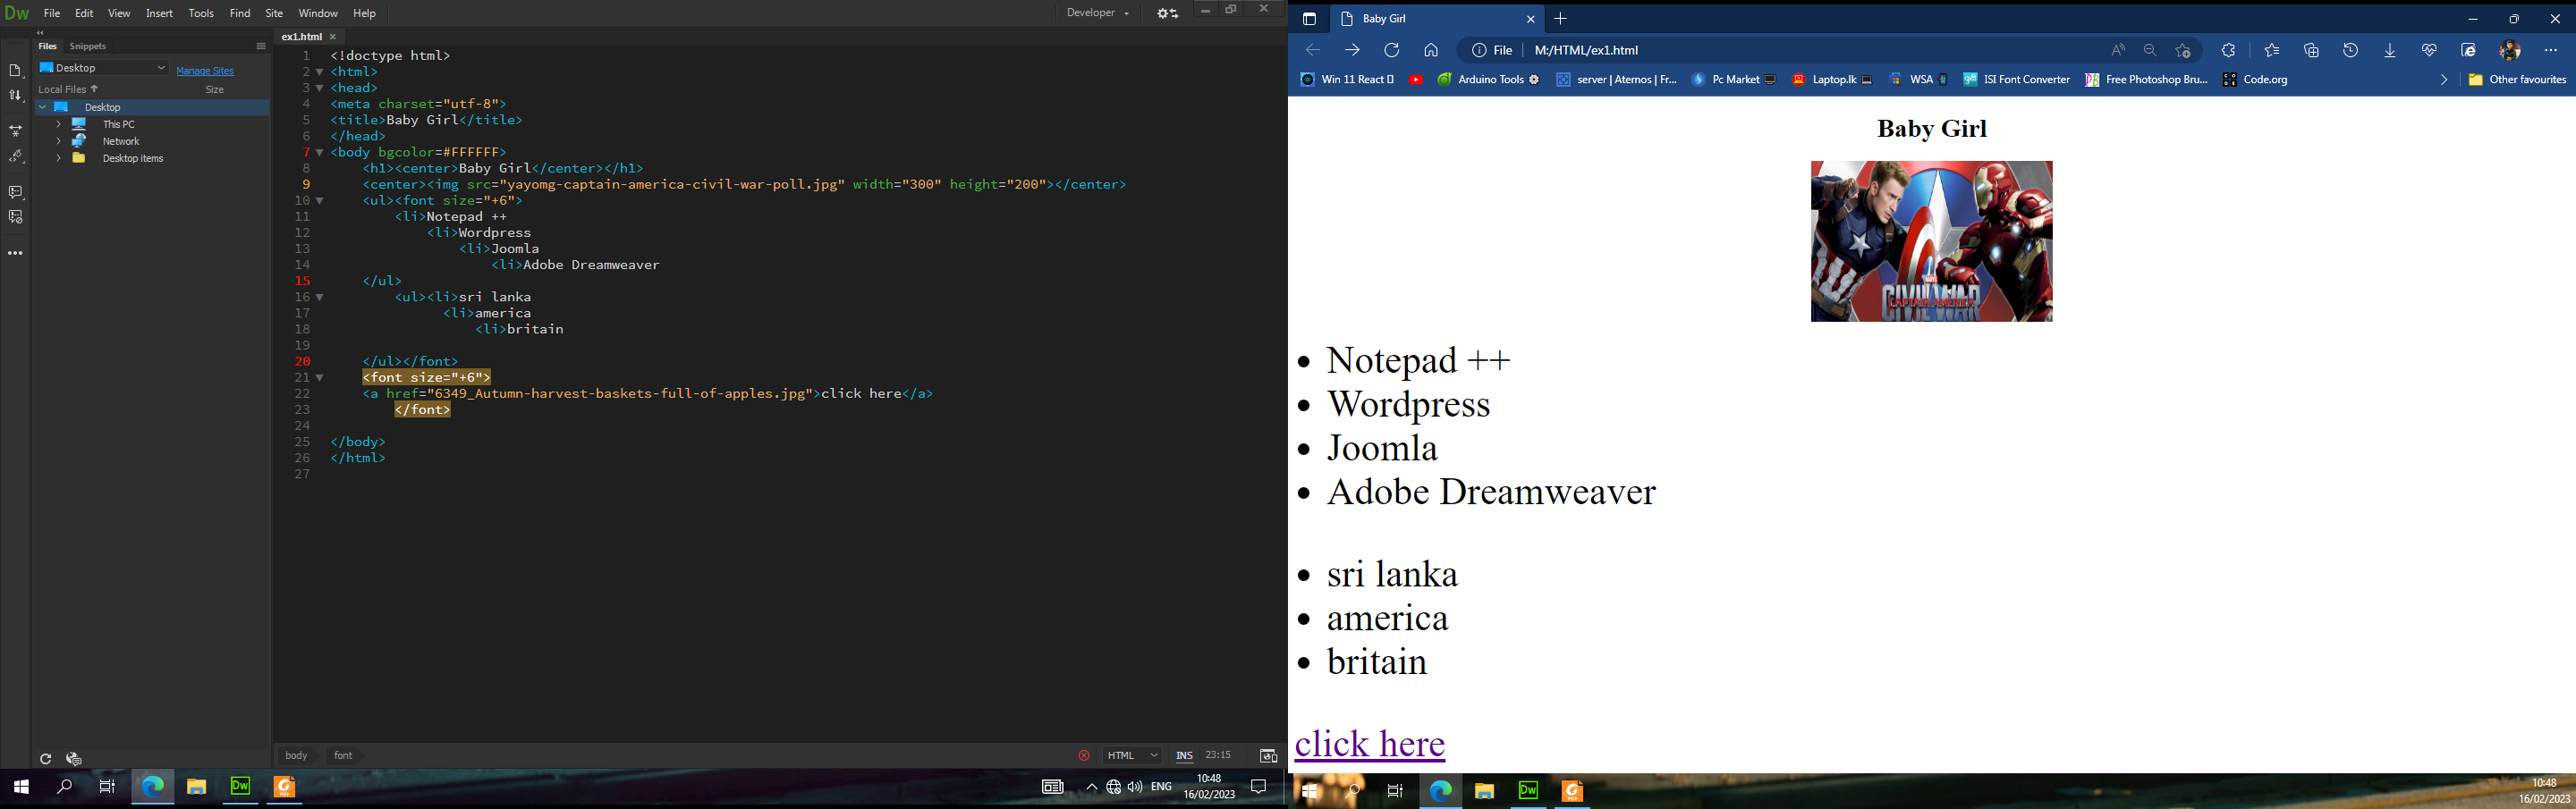 Dw File Edit View Insert Tools Find Site Window Help Developer
Files Snippets
Desktop Manage Sites
Local Files Size
Desktop
This PC
Network
Desktop items
ex1.html
1 <!doctype html>
2 <html>
3 <head>
4 <meta charset="utf-8">
5 <title>Baby Girl</title>
6 </head>
7 <body bgcolor=#FFFFFF>
8 <h1><center>Baby Girl</center></h1>
9 <center><img src="yayomg-captain-america-civil-war-poll.jpg" width="300" height="200"></center>
10 <ul><font size="+6">
11 <li>Notepad ++
12 <li>Wordpress
13 <li>Joomla
14 <li>Adobe Dreamweaver
15 </ul>
16 <ul><li>sri lanka
17 <li>america
18 <li>britain
19
20 </ul></font>
21 <font size="+6">
22 <a href="6349_Autumn-harvest-baskets-full-of-apples.jpg">click here</a>
23 </font>
24
25 </body>
26 </html>
27
body font HTML INS 23:15
Dw ENG 10:48
16/02/2023
Baby Girl
File M:/HTML/ex1.html
Win 11 React Arduino Tools server | Aternos | Fr... Pc Market Laptop.lk WSA ISI Font Converter Free Photoshop Bru... Code.org Other favourites
Baby Girl
MARVEL
CAPTAIN AMERICA
CIVIL WAR
Notepad ++
Wordpress
Joomla
Adobe Dreamweaver
sri lanka
america
britain
click here
Dw 10:48
16/02/2023